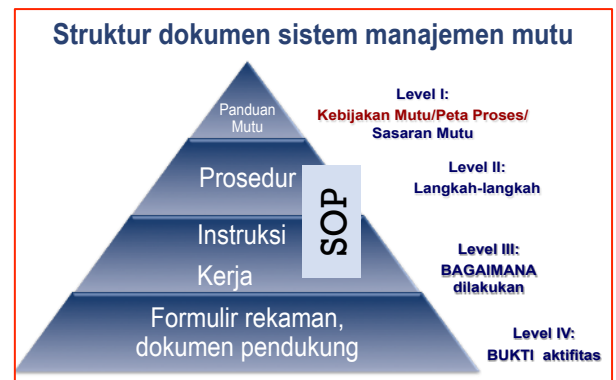 Struktur dokumen sistem manajemen mutu
Panduan
Mutu
Level I:
Kebijakan Mutu/Peta Proses/
Sasaran Mutu
Prosedur
Level II:
Langkah-langkah
SOP
Instruksi
Kerja
Level III:
BAGAIMANA
dilakukan
Formulir rekaman,
dokumen pendukung
Level IV:
BUKTI aktifitas